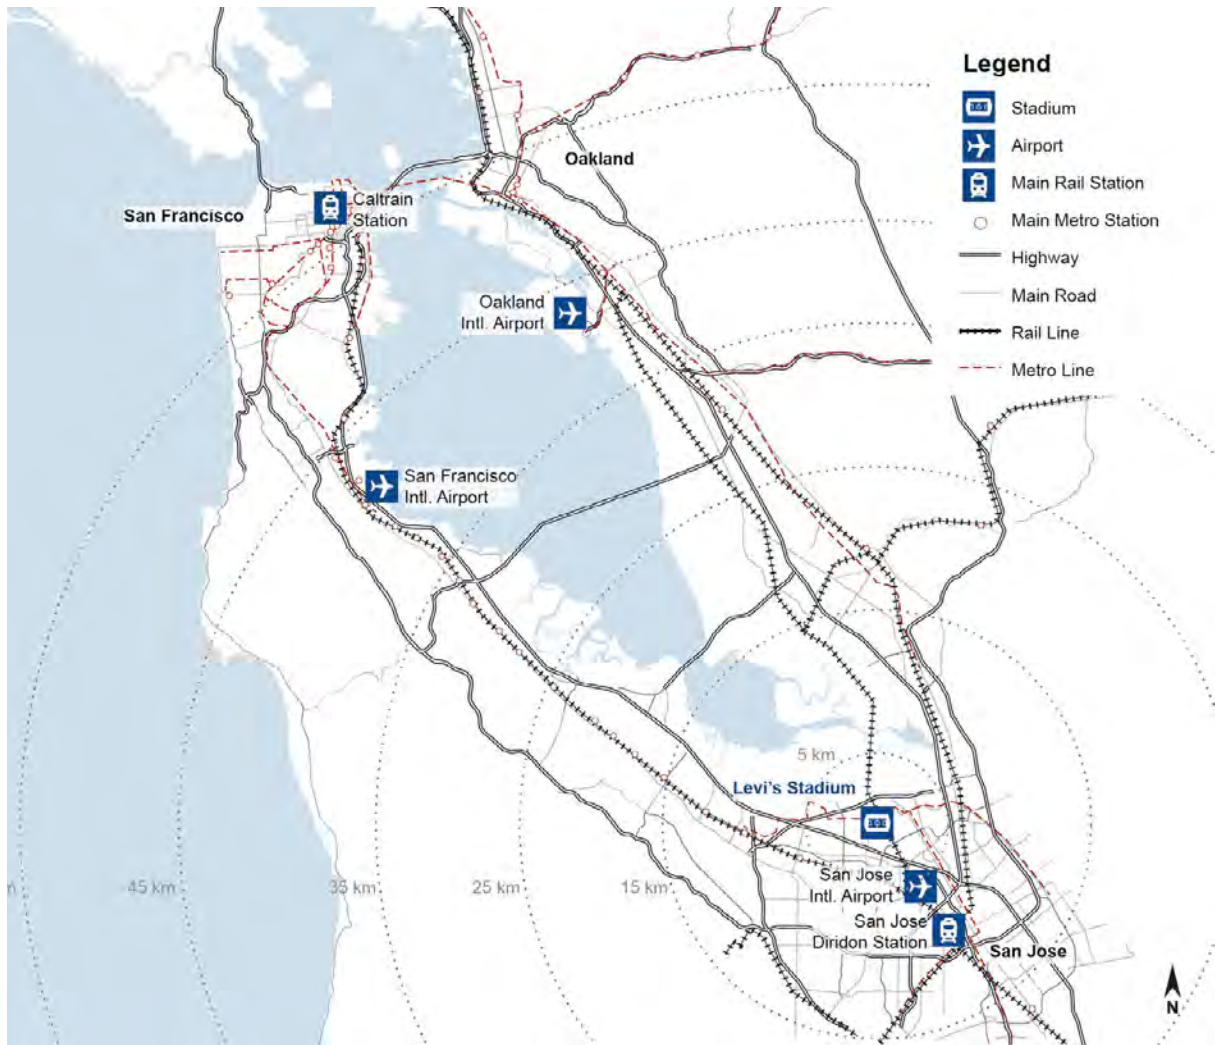 Legend
Stadium
Airport
Main Rail Station
Main Metro Station
Highway
Main Road
Rail Line
Metro Line
Oakland
San Francisco
Caltrain
Station
Oakland
Intl. Airport
San Francisco
Intl. Airport
5 km
Levi's Stadium
45 km
35 km
25 km
15 km
San Jose
Intl. Airport
San Jose
Diridon Station
San Jose
N